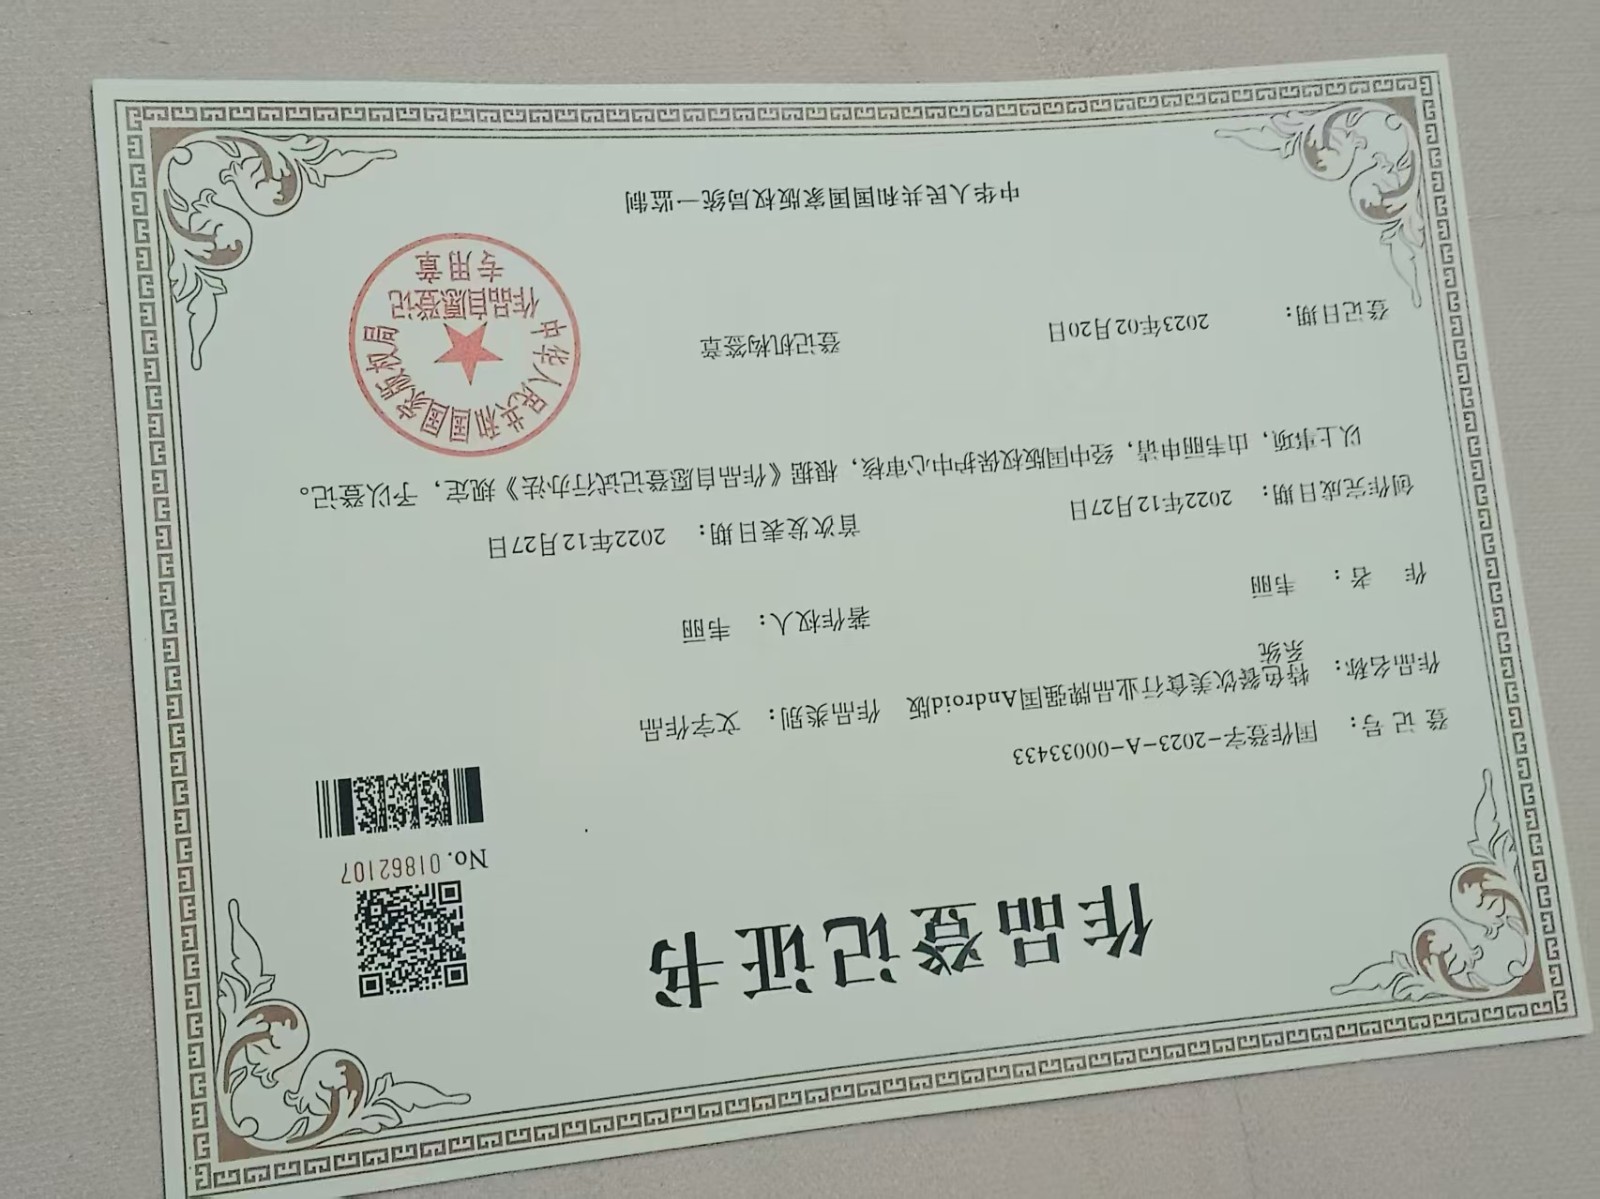 作品登记证书
No. 01862107
登 记 号： 国作登字-2023-A-00033433
作品名称： 特色餐饮美食行业品牌强国Android版系统 作品类别： 文字作品
作 者： 韦丽 著作权人： 韦丽
创作完成日期： 2022年12月27日 首次发表日期： 2022年12月27日
以上事项，由韦丽申请，经中国版权保护中心审核，根据《作品自愿登记试行办法》规定，予以登记。
登记日期： 2023年02月20日 登记机构签章
中华人民共和国国家版权局
作品自愿登记
专用章
中华人民共和国国家版权局统一监制